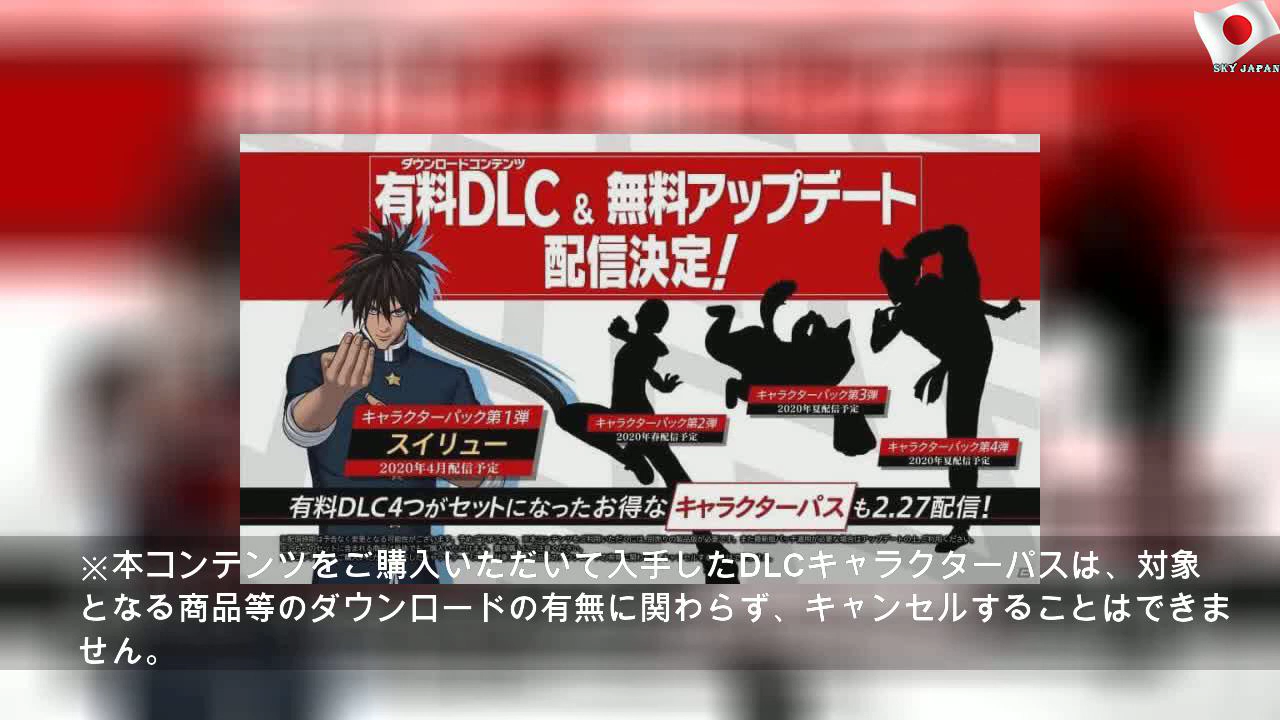 SKY JAPAN
ダウンロードコンテンツ
有料DLC & 無料アップデート
配信決定!
キャラクターパック第1弾
スイリュー
2020年4月配信予定
キャラクターパック第2弾
2020年春配信予定
キャラクターパック第3弾
2020年夏配信予定
キャラクターパック第4弾
2020年夏配信予定
有料DLC4つがセットになったお得なキャラクターパスも2.27配信!
※本コンテンツをご購入いただいて入手したDLCキャラクターパスは、対象
となる商品等のダウンロードの有無に関わらず、キャンセルすることはできま
せん。